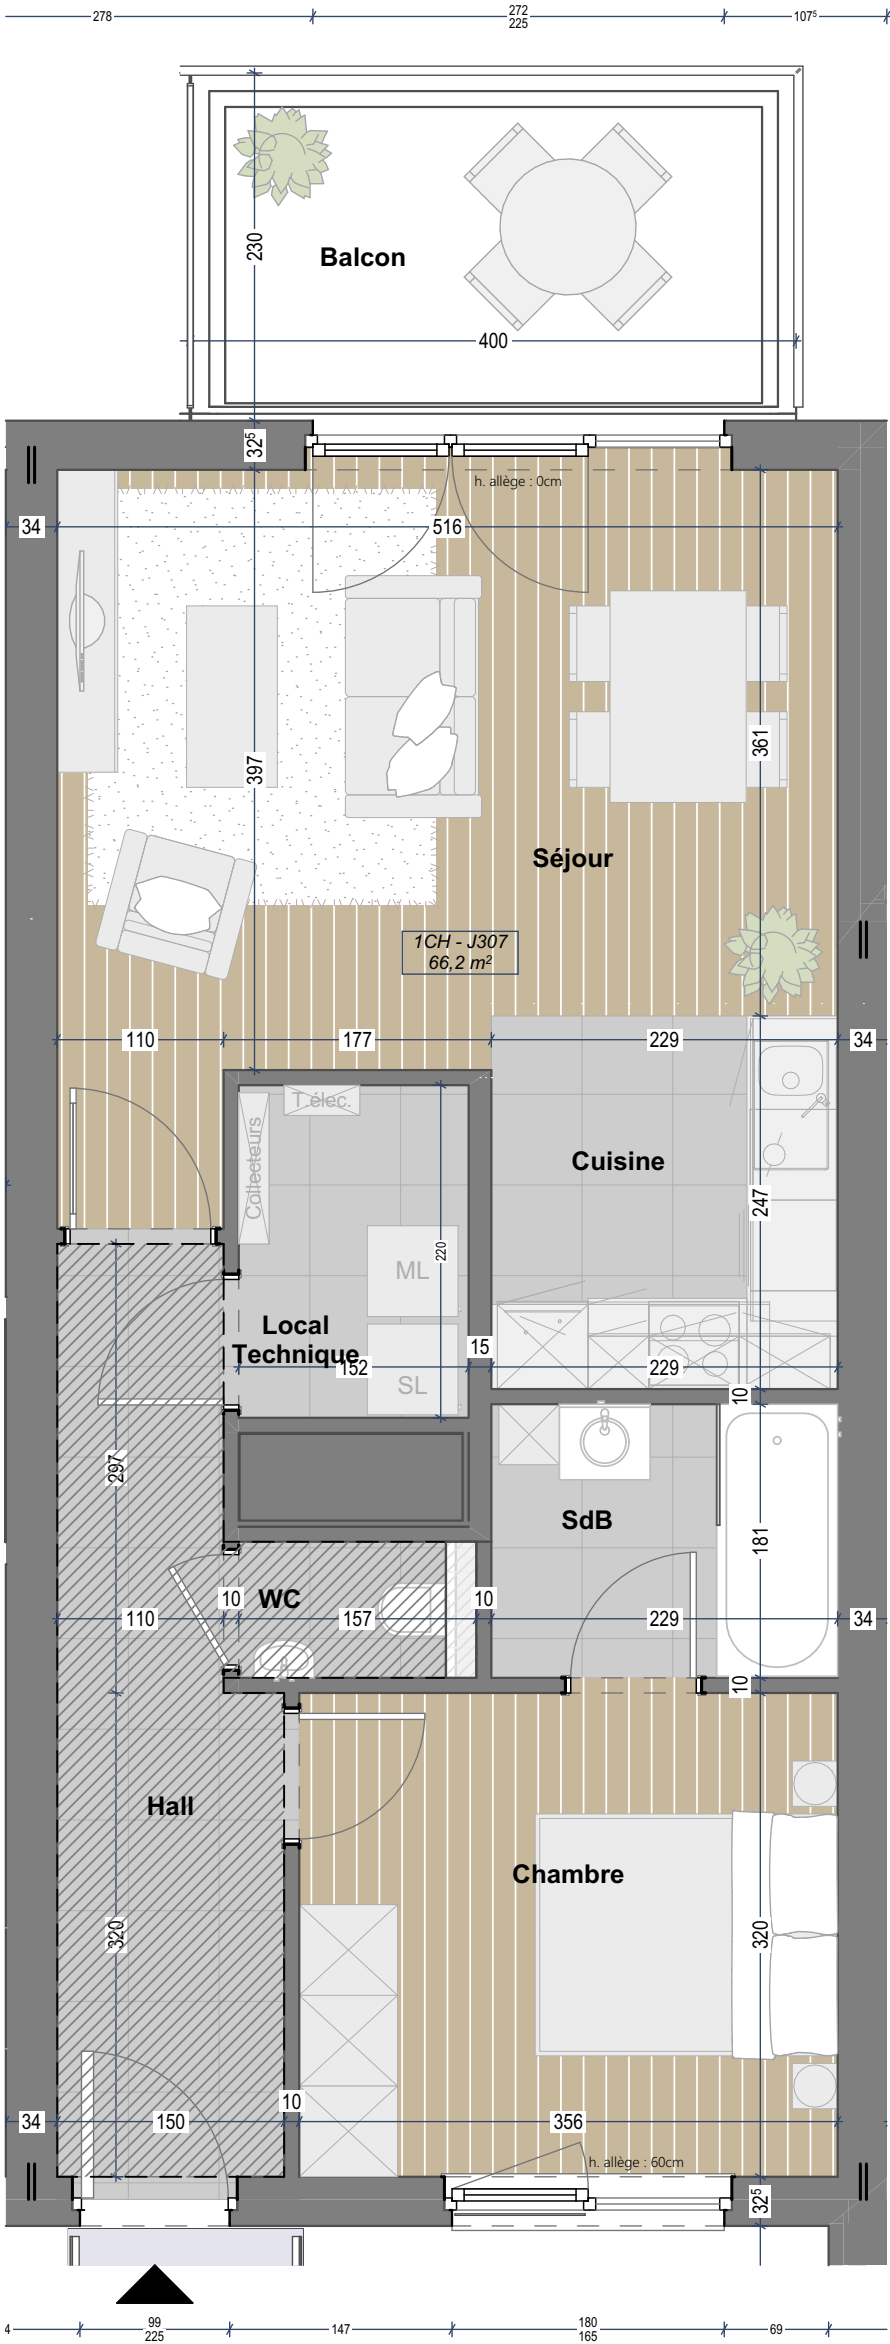 278
272
225
107⁵
230
Balcon
400
32⁵
h. allège : 0cm
34
516
397
361
Séjour
1CH - J307
66,2 m²
110
177
229
34
T.élec.
Collecteurs
Cuisine
247
220
ML
Local
Technique
152
15
SL
229
10
297
SdB
181
10
WC
110
157
10
229
34
10
Hall
Chambre
320
320
10
34
150
356
h. allège : 60cm
32⁵
4
99
225
147
180
165
69